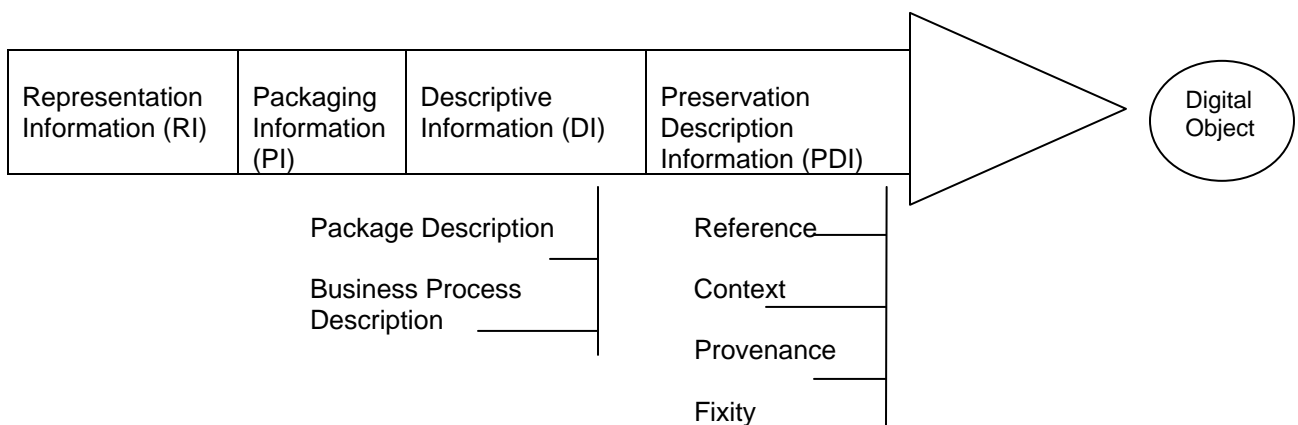 Representation
Information (RI)
Packaging
Information
(PI)
Descriptive
Information (DI)
Preservation
Description
Information (PDI)
Digital
Object
Package Description
Business Process
Description
Reference
Context
Provenance
Fixity